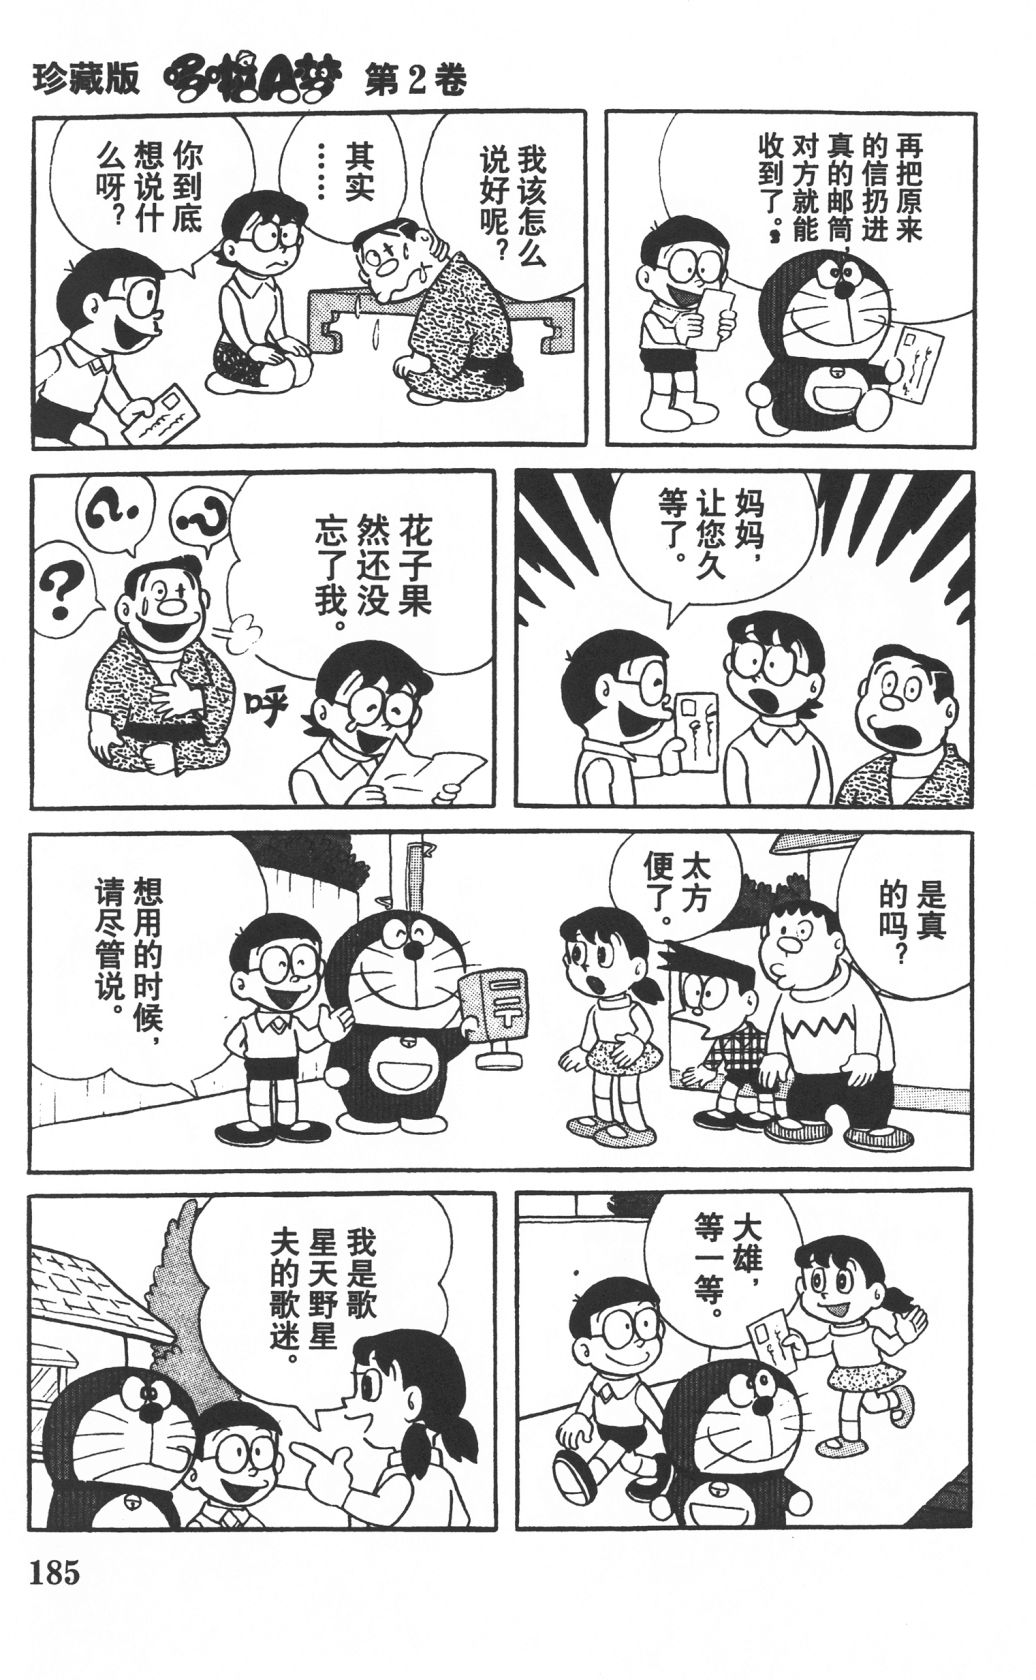 珍藏版 哆啦A梦 第2卷
再把原来
的信扔进
真的邮筒，
对方就能
收到了。
我该怎么
说好呢？
其实
……
你到底
想说什
么呀？
妈妈，
让您久
等了。
花子果
然还没
忘了我。
呼
？
？
？
是真
的吗？
太方
便了。
想用的时候，
请尽管说。
大雄，
等一等。
我是歌
星天野星
夫的歌迷。
185